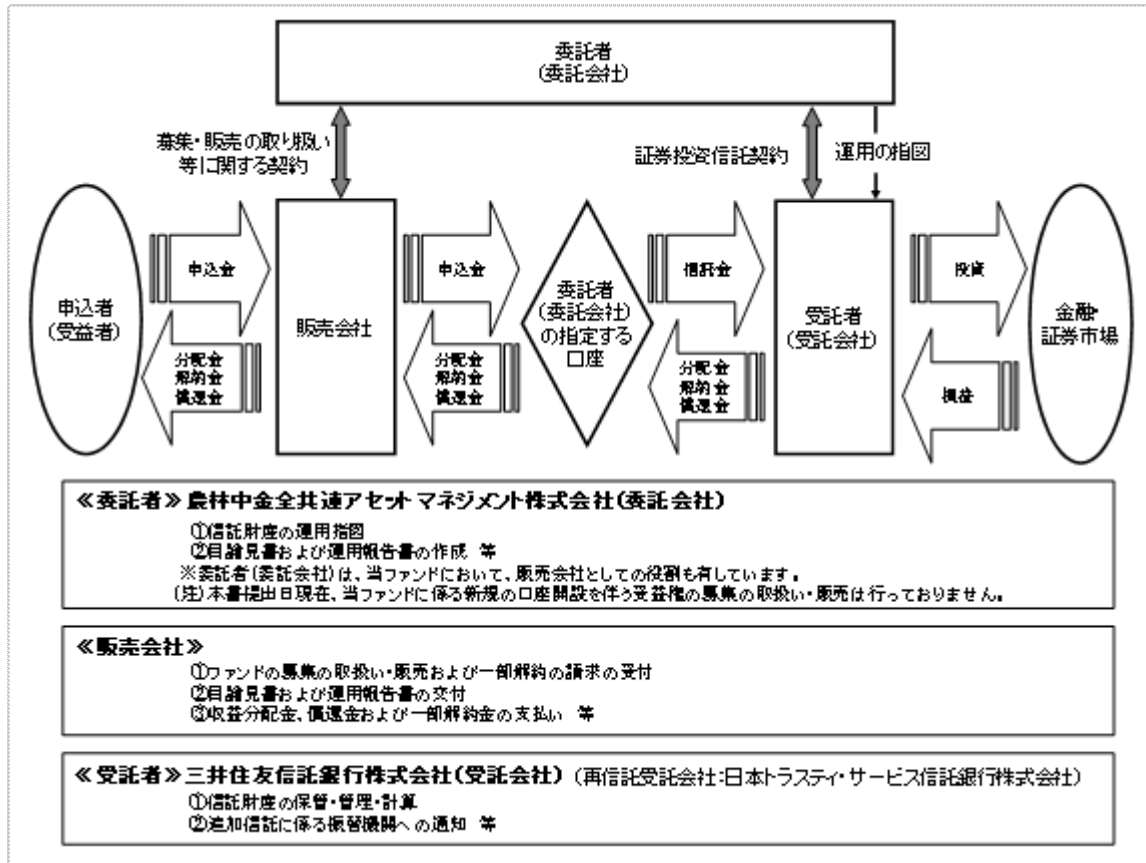 委託者
(委託会社)
募集・販売の取り扱い
等に関する契約
証券投資信託契約
運用の指図
申込者
(受益者)
申込金
分配金
解約金
償還金
販売会社
申込金
分配金
解約金
償還金
委託者
(委託会社)
の指定する
口座
信託金
分配金
解約金
償還金
受託者
(受託会社)
投資
損益
金融・
証券市場
≪委託者≫農林中金全共連アセットマネジメント株式会社(委託会社)
①信託財産の運用指図
②目論見書および運用報告書の作成 等
※委託者(委託会社)は、当ファンドにおいて、販売会社としての役割も有しています。
(注)本書提出日現在、当ファンドに係る新規の口座開設を伴う受益権の募集の取扱い・販売は行っておりません。
≪販売会社≫
①ファンドの募集の取扱い・販売および一部解約の請求の受付
②目論見書および運用報告書の交付
③収益分配金、償還金および一部解約金の支払い 等
≪受託者≫三井住友信託銀行株式会社(受託会社) (再信託受託会社:日本トラスティ・サービス信託銀行株式会社)
①信託財産の保管・管理・計算
②追加信託に係る振替機関への通知 等